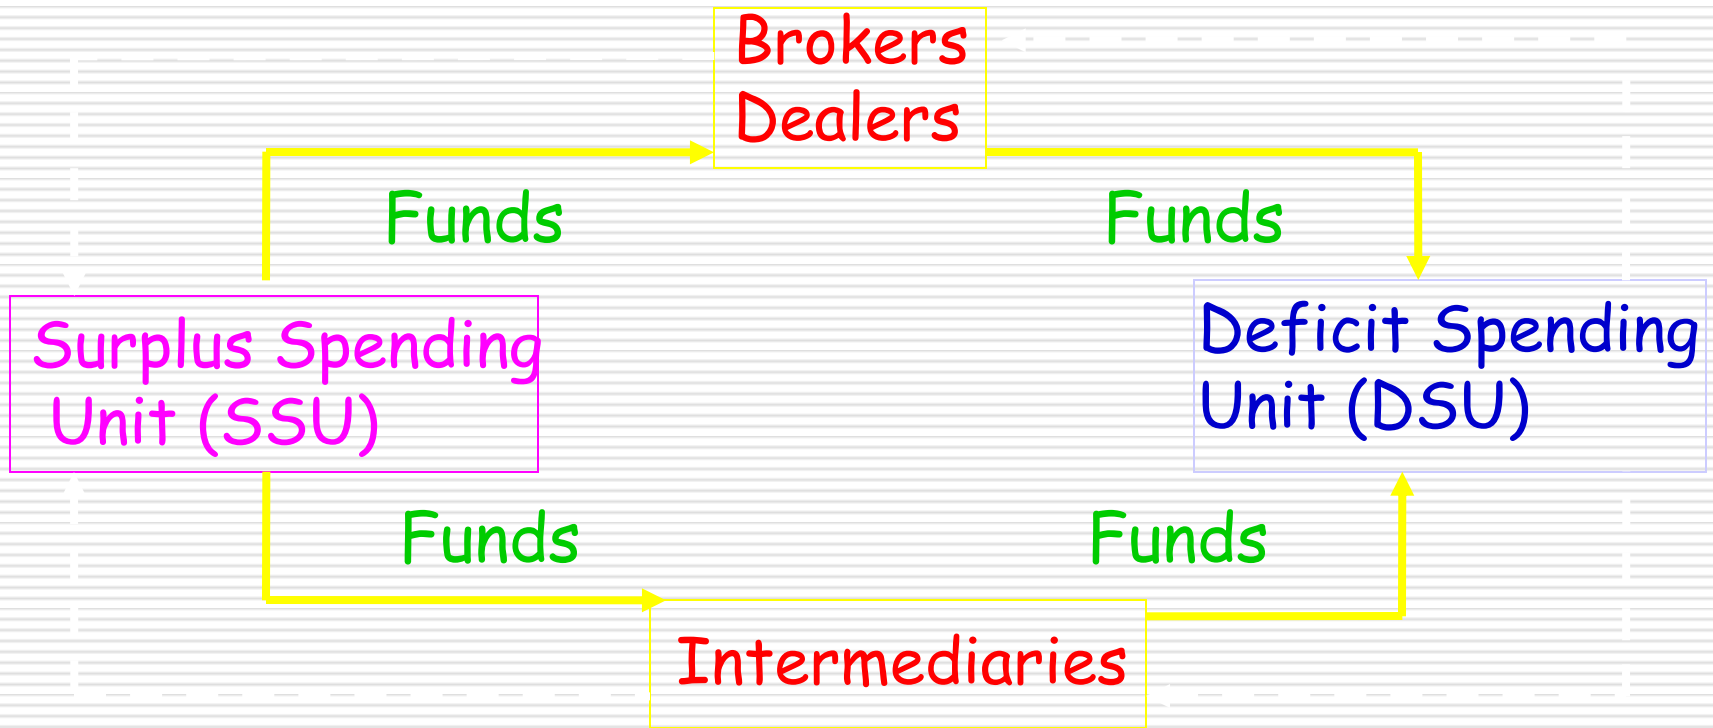 Brokers
Dealers
Funds
Funds
Surplus Spending
Unit (SSU)
Deficit Spending
Unit (DSU)
Funds
Funds
Intermediaries